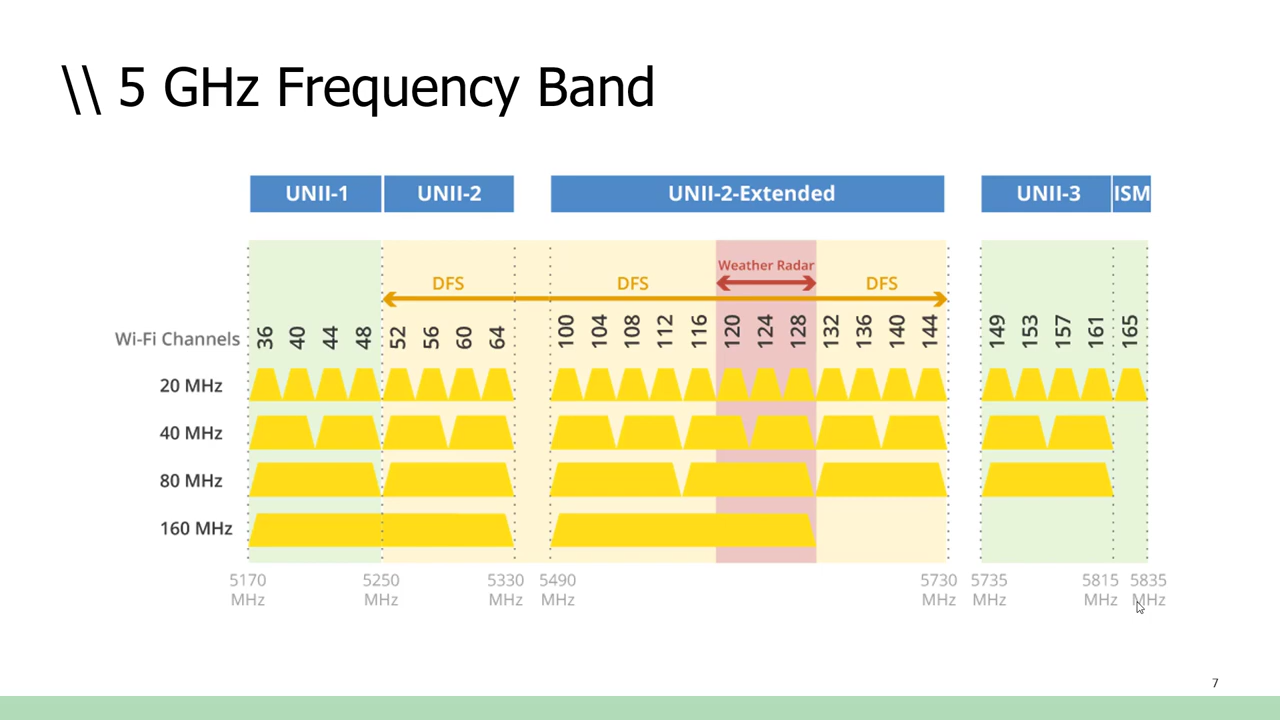 \\ 5 GHz Frequency Band
UNII-1 UNII-2 UNII-2-Extended UNII-3 ISM
Weather Radar
DFS DFS DFS
Wi-Fi Channels 36 40 44 48 52 56 60 64 100 104 108 112 116 120 124 128 132 136 140 144 149 153 157 161 165
20 MHz
40 MHz
80 MHz
160 MHz
5170 5250 5330 5490 5730 5735 5815 5835
MHz MHz MHz MHz MHz MHz MHz MHz
7